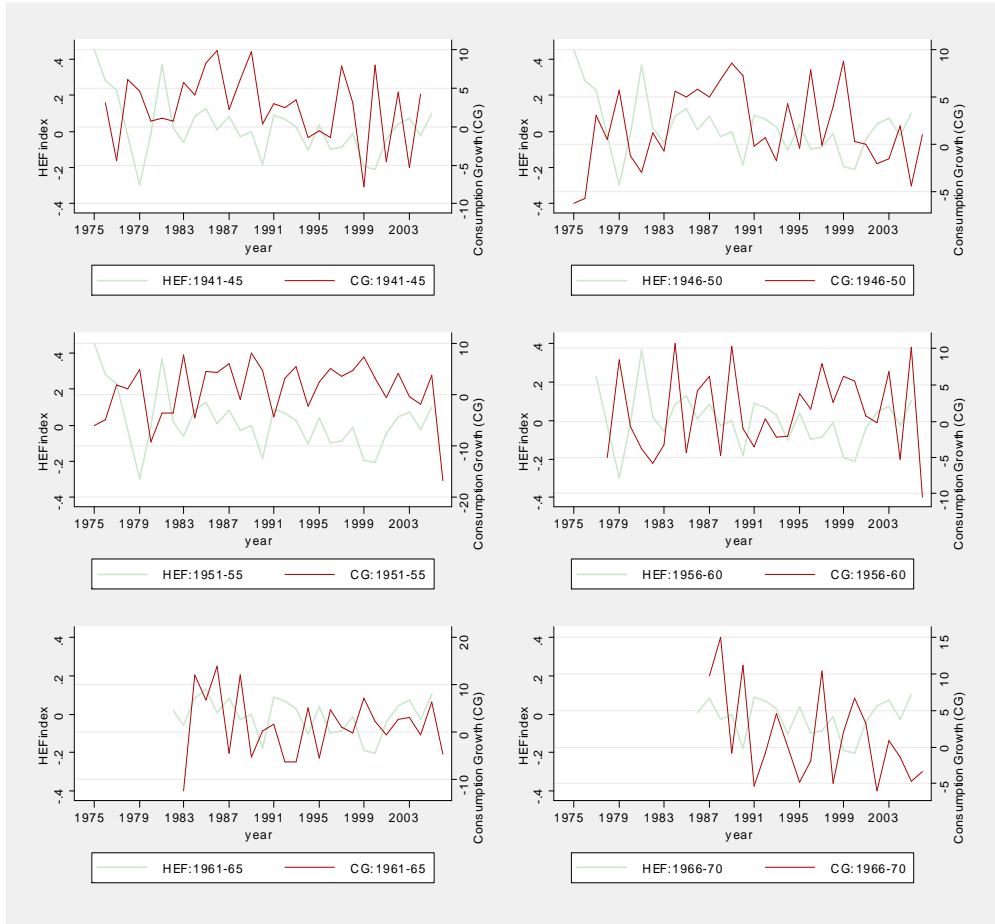 HEF index
.4
.2
0
-.2
-.4
10
5
0
-5
-10
Consumption Growth (CG)
1975 1979 1983 1987 1991 1995 1999 2003
year
HEF:1941-45 CG:1941-45
HEF index
.4
.2
0
-.2
-.4
10
5
0
-5
Consumption Growth (CG)
1975 1979 1983 1987 1991 1995 1999 2003
year
HEF:1946-50 CG:1946-50
HEF index
.4
.2
0
-.2
-.4
10
0
-10
-20
Consumption Growth (CG)
1975 1979 1983 1987 1991 1995 1999 2003
year
HEF:1951-55 CG:1951-55
HEF index
.4
.2
0
-.2
-.4
10
5
0
-5
-10
Consumption Growth (CG)
1975 1979 1983 1987 1991 1995 1999 2003
year
HEF:1956-60 CG:1956-60
HEF index
.4
.2
0
-.2
-.4
20
10
0
-10
Consumption Growth (CG)
1975 1979 1983 1987 1991 1995 1999 2003
year
HEF:1961-65 CG:1961-65
HEF index
.4
.2
0
-.2
-.4
15
10
5
0
-5
Consumption Growth (CG)
1975 1979 1983 1987 1991 1995 1999 2003
year
HEF:1966-70 CG:1966-70